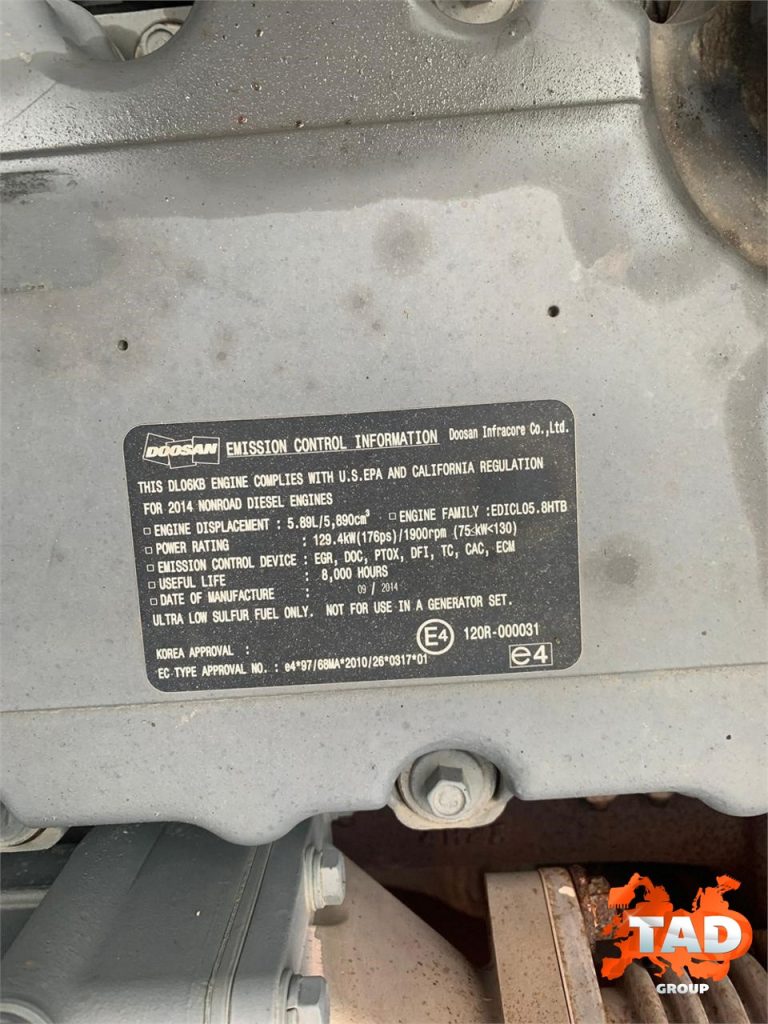 DOOSAN EMISSION CONTROL INFORMATION Doosan Infracore Co.,Ltd.
THIS DL06KB ENGINE COMPLIES WITH U.S.EPA AND CALIFORNIA REGULATION
FOR 2014 NONROAD DIESEL ENGINES
□ ENGINE DISPLACEMENT : 5.89L/5,890cm³ □ ENGINE FAMILY :EDICL05.8HTB
□ POWER RATING : 129.4kW(176ps)/1900rpm (75≤kW<130)
□ EMISSION CONTROL DEVICE : EGR, DOC, PTOX, DFI, TC, CAC, ECM
□ USEFUL LIFE : 8,000 HOURS
□ DATE OF MANUFACTURE : 09 / 2014
ULTRA LOW SULFUR FUEL ONLY. NOT FOR USE IN A GENERATOR SET.
KOREA APPROVAL : E4 120R-000031
EC TYPE APPROVAL NO. : e4*97/68MA*2010/26*0317*01 e4
TAD
GROUP